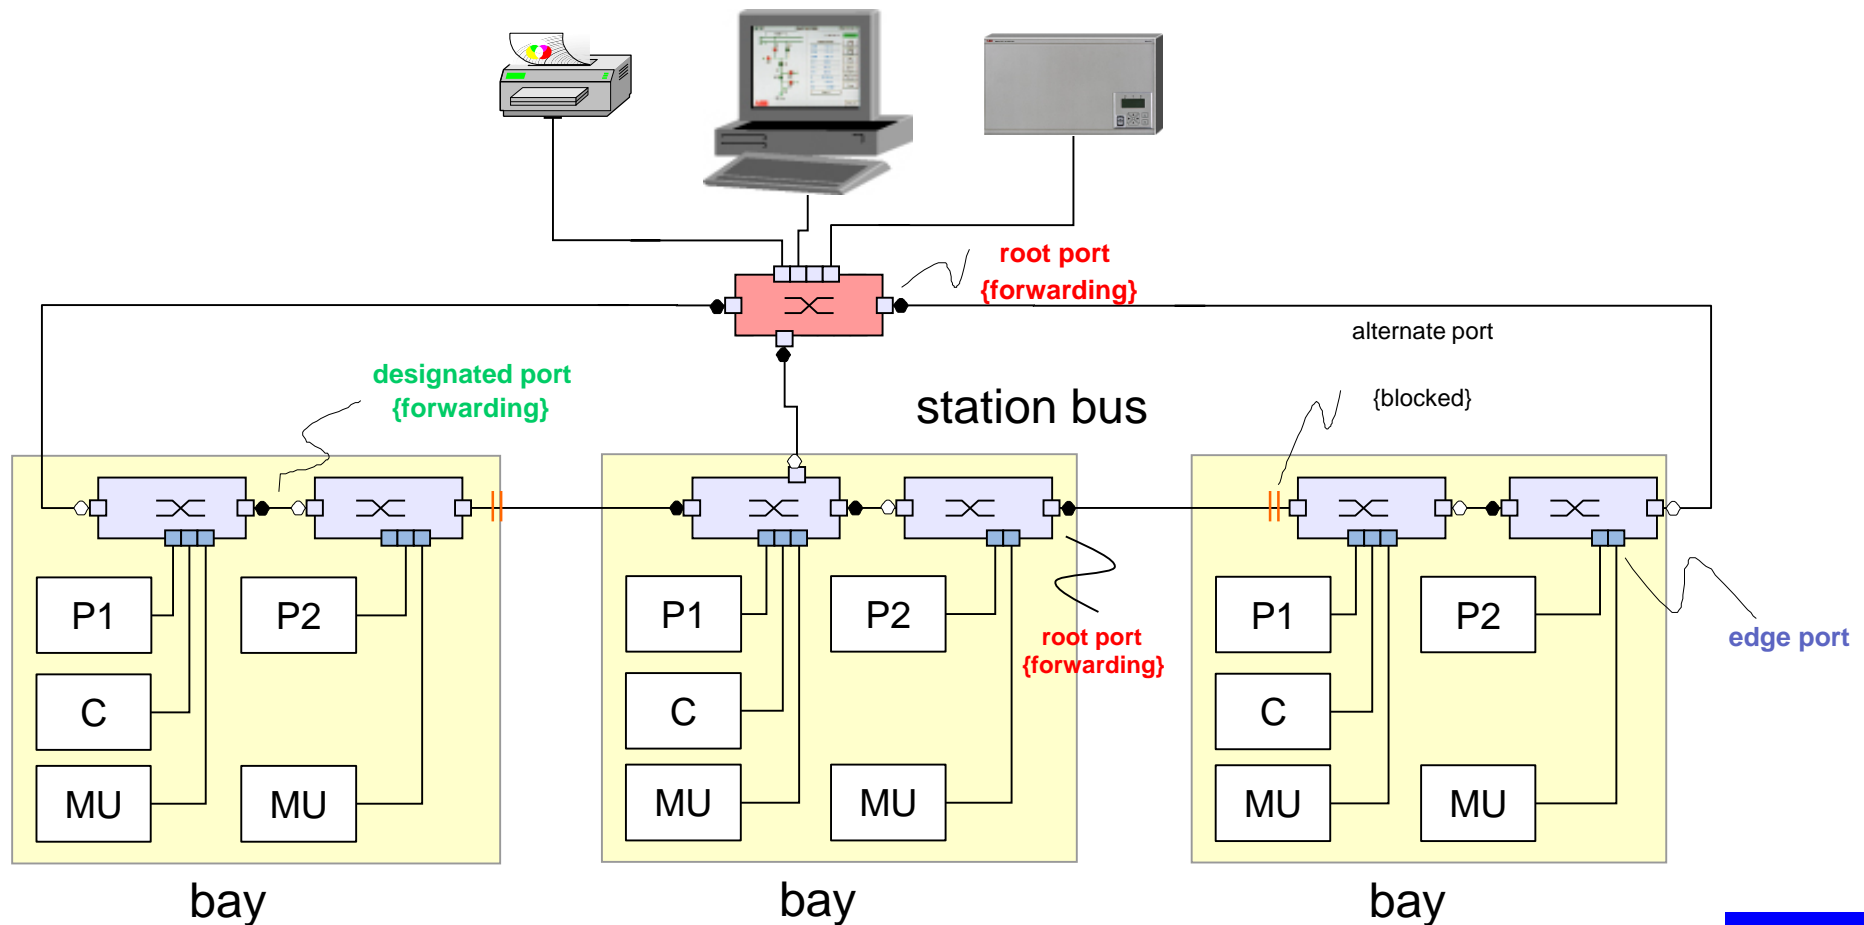 root port
{forwarding}
alternate port
designated port
{forwarding}
station bus
{blocked}
P1
P2
P1
P2
P1
P2
root port
{forwarding}
edge port
C
C
C
MU
MU
MU
MU
MU
MU
bay
bay
bay